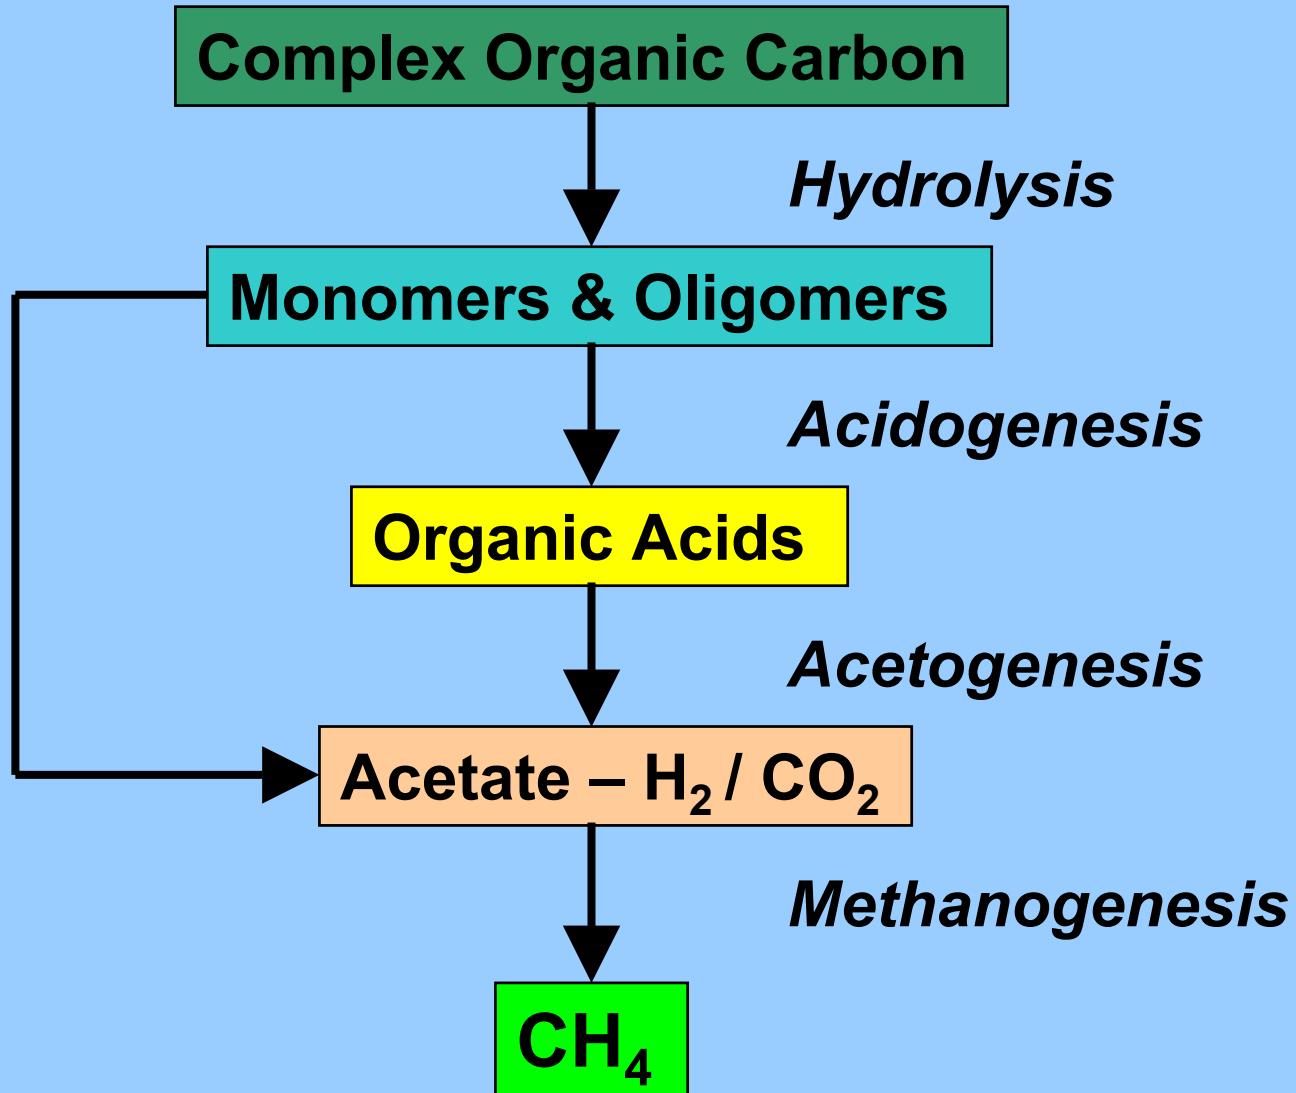 Complex Organic Carbon
Hydrolysis
Monomers & Oligomers
Acidogenesis
Organic Acids
Acetogenesis
Acetate – H₂ / CO₂
Methanogenesis
CH₄